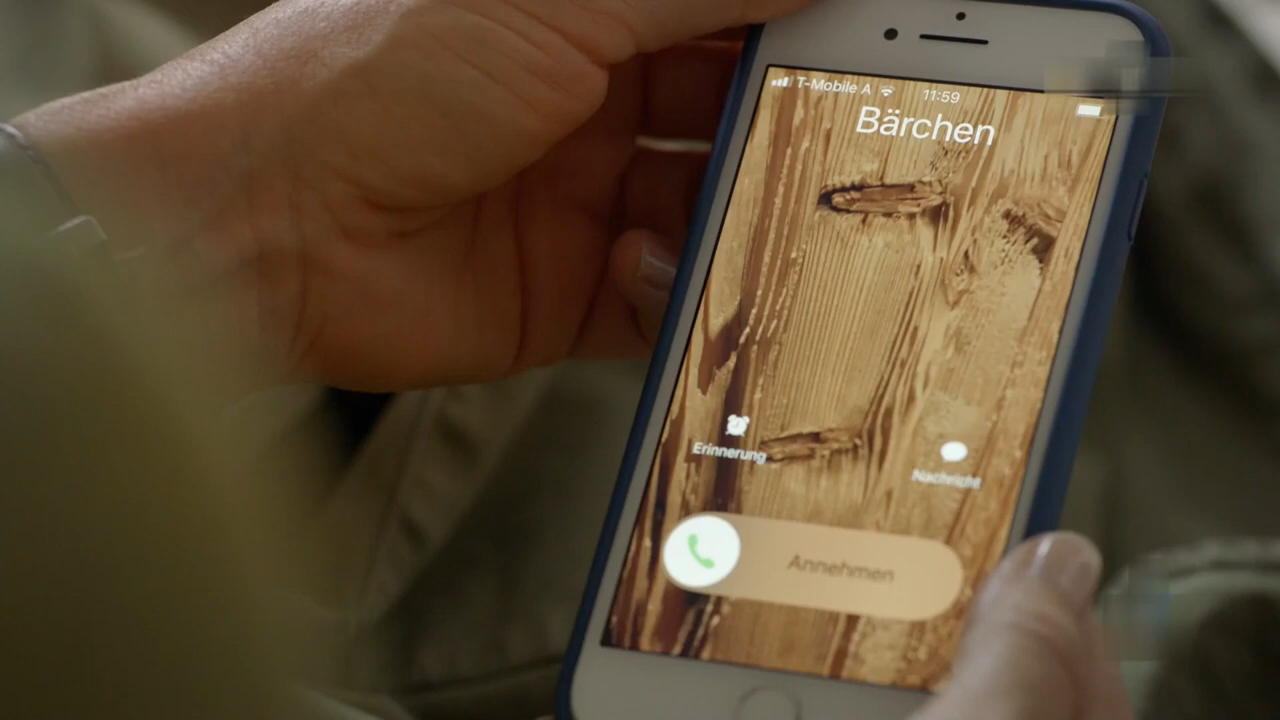 T-Mobile A 11:59
Bärchen
Erinnerung
Nachricht
Annehmen